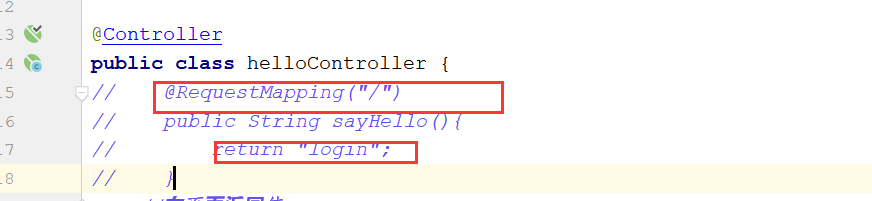 12
13 @Controller
14 public class helloController {
15 // @RequestMapping("/")
16 // public String sayHello(){
17 // return "login";
18 // }